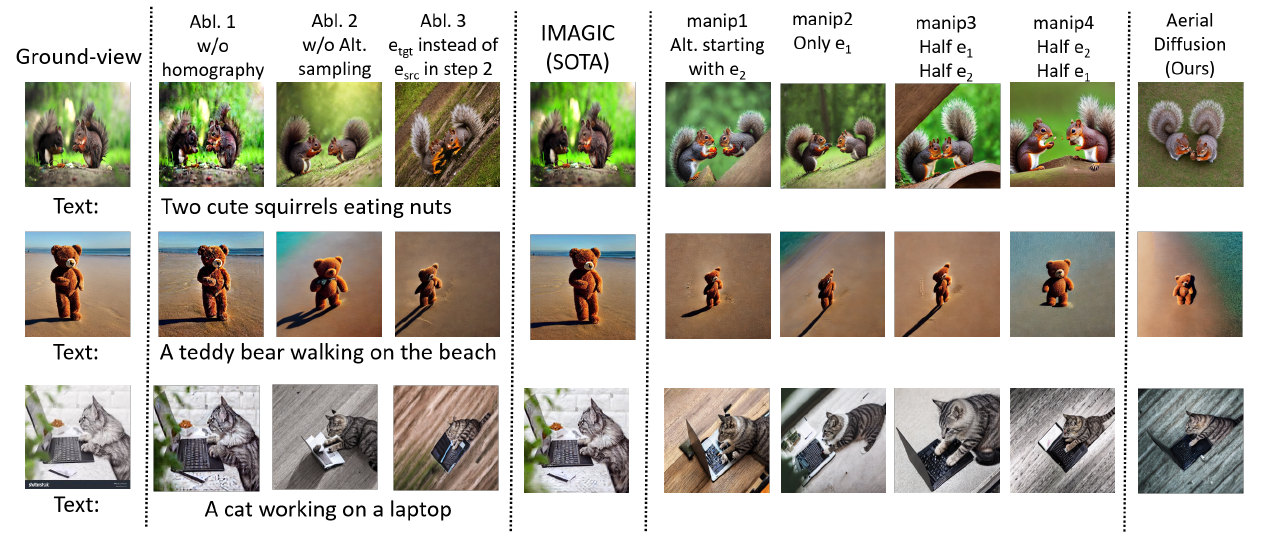 Ground-view
Abl. 1
w/o
homography
Abl. 2
w/o Alt.
sampling
Abl. 3
e_tgt instead of
e_src in step 2
IMAGIC
(SOTA)
manip1
Alt. starting
with e_2
manip2
Only e_1
manip3
Half e_1
Half e_2
manip4
Half e_2
Half e_1
Aerial
Diffusion
(Ours)
Text: Two cute squirrels eating nuts
Text: A teddy bear walking on the beach
Text: A cat working on a laptop